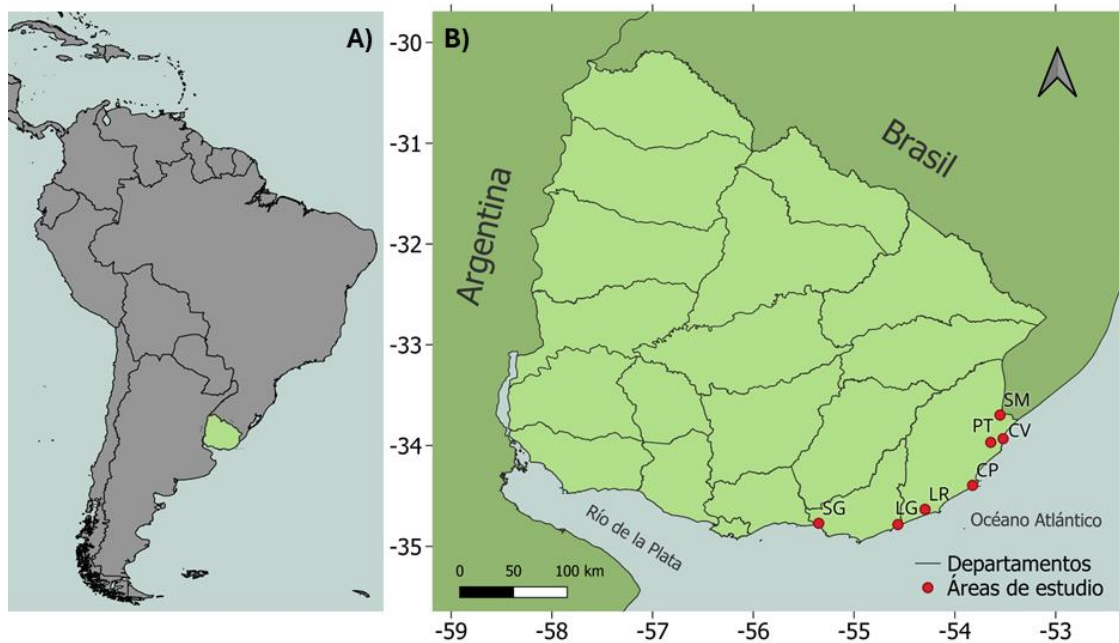 A)
B)
-30
-31
-32
-33
-34
-35
Argentina
Brasil
SM
PT
CV
CP
LR
LG
SG
Río de la Plata
Océano Atlántico
0 50 100 km
Departamentos
Áreas de estudio
-59 -58 -57 -56 -55 -54 -53